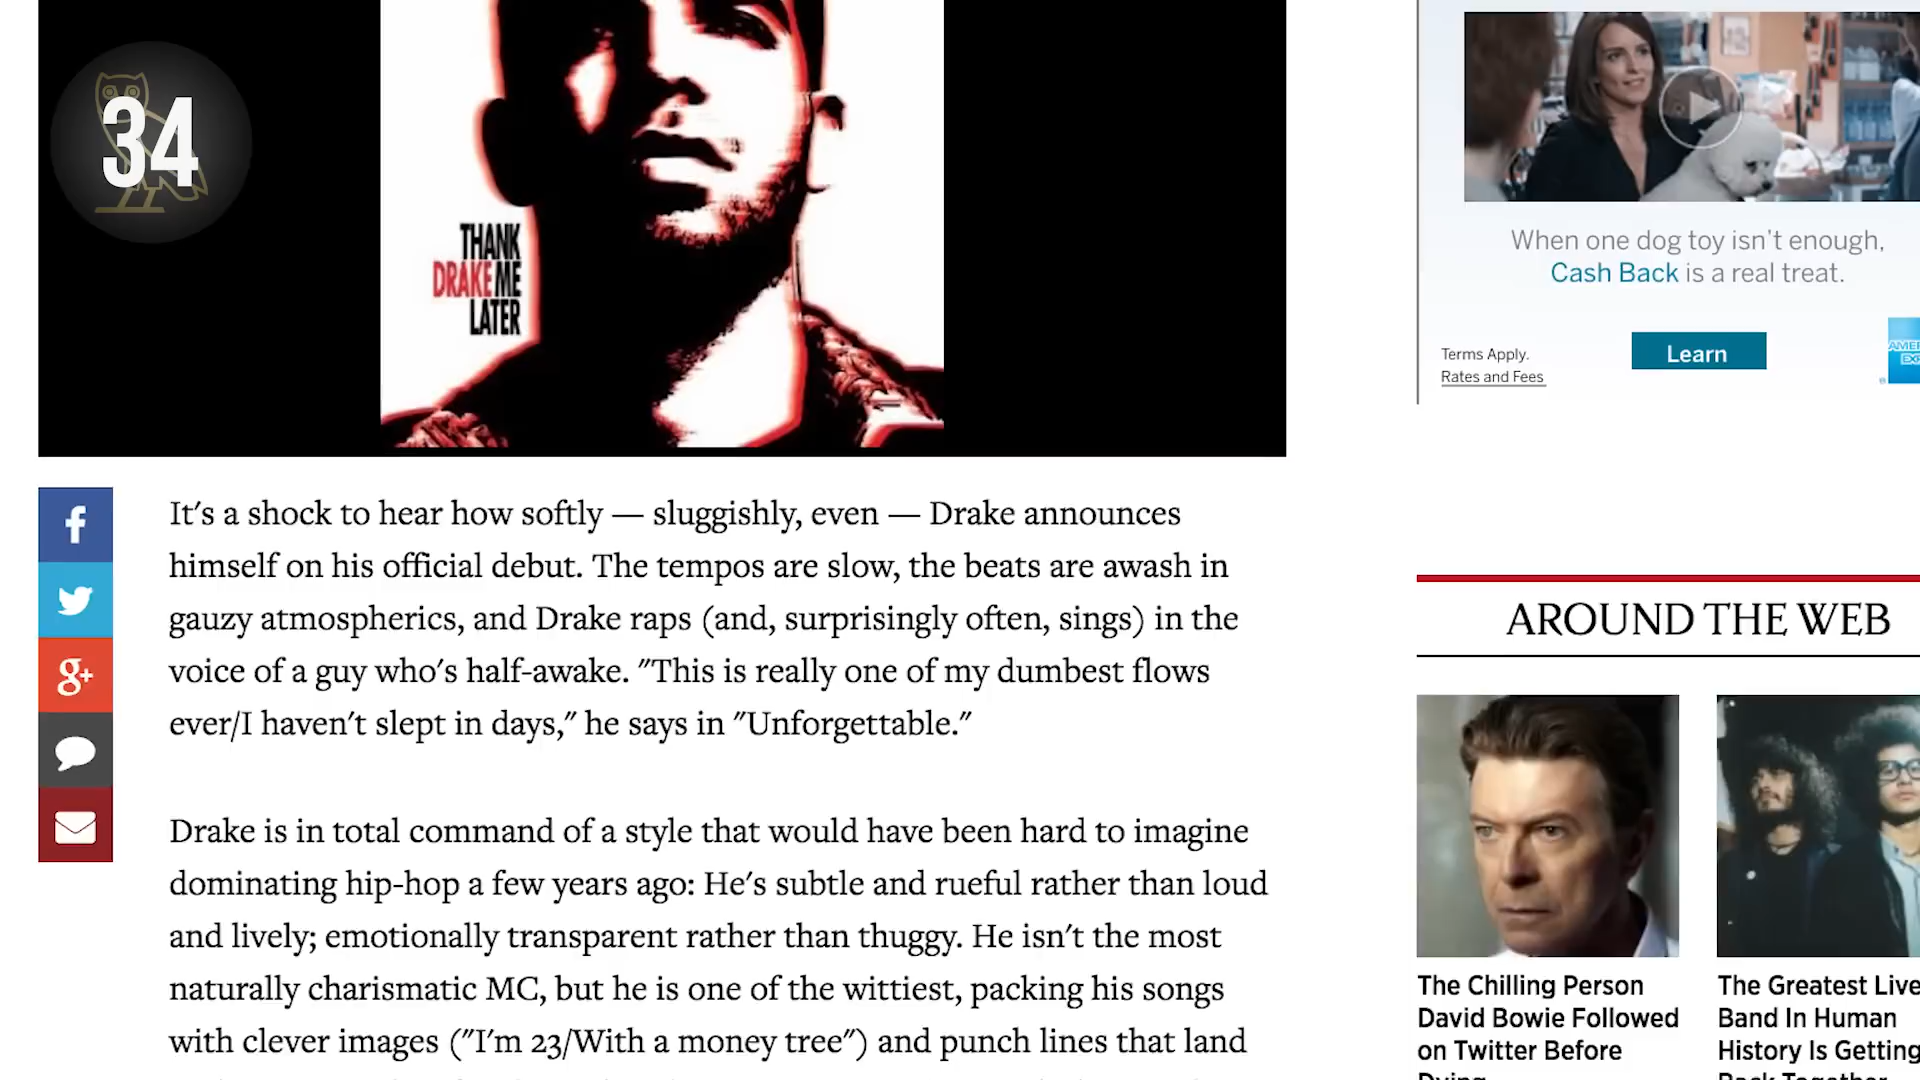 34
THANK
DRAKE ME
LATER
When one dog toy isn't enough,
Cash Back is a real treat.
Terms Apply.
Learn
Rates and Fees
It's a shock to hear how softly — sluggishly, even — Drake announces
himself on his official debut. The tempos are slow, the beats are awash in
gauzy atmospherics, and Drake raps (and, surprisingly often, sings) in the
voice of a guy who's half-awake. "This is really one of my dumbest flows
ever/I haven't slept in days," he says in "Unforgettable."
Drake is in total command of a style that would have been hard to imagine
dominating hip-hop a few years ago: He's subtle and rueful rather than loud
and lively; emotionally transparent rather than thuggy. He isn't the most
naturally charismatic MC, but he is one of the wittiest, packing his songs
with clever images ("I'm 23/With a money tree") and punch lines that land
AROUND THE WEB
The Chilling Person
David Bowie Followed
on Twitter Before
Dying
The Greatest Live
Band In Human
History Is Getting
Back Together